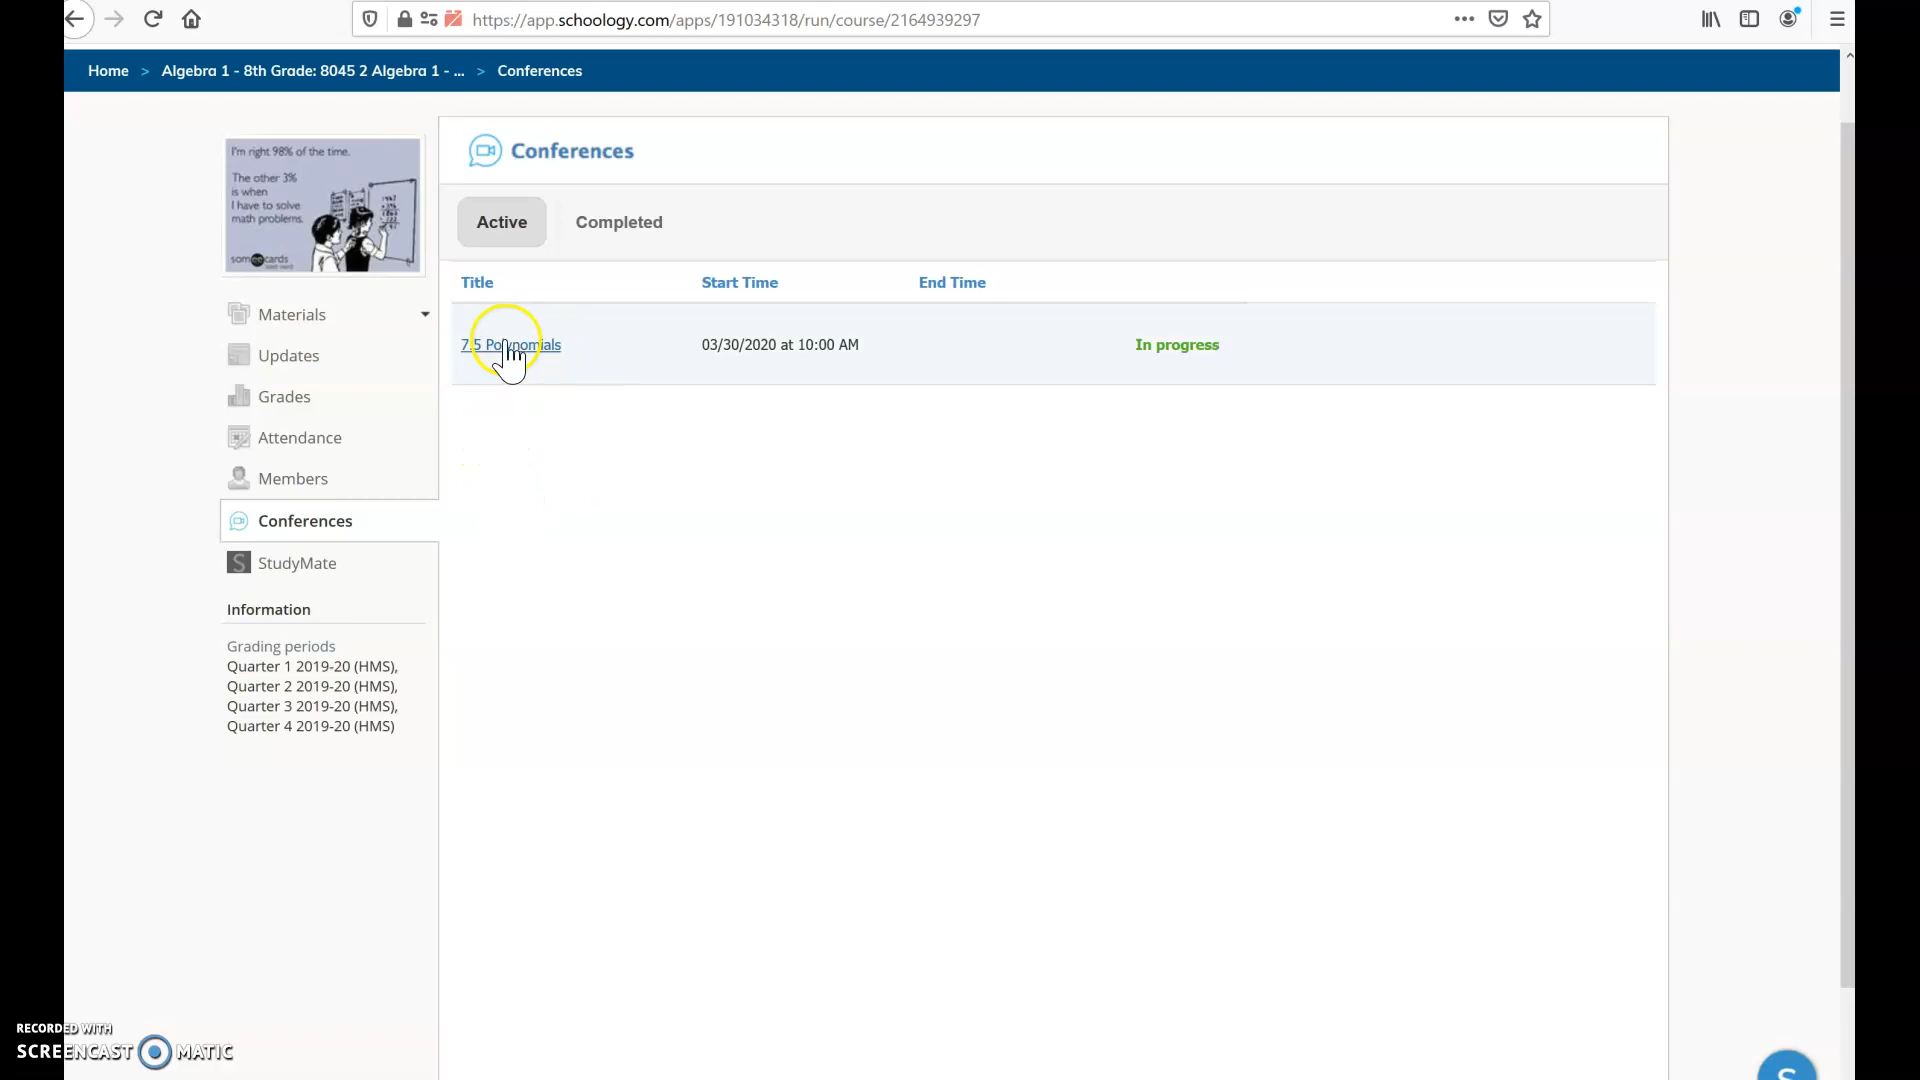 https://app.schoology.com/apps/191034318/run/course/2164939297
Home > Algebra 1 - 8th Grade: 8045 2 Algebra 1 - ... > Conferences
I'm right 98% of the time.
The other 3%
is when
I have to solve
math problems.
someecards
Materials
Updates
Grades
Attendance
Members
Conferences
StudyMate
Information
Grading periods
Quarter 1 2019-20 (HMS),
Quarter 2 2019-20 (HMS),
Quarter 3 2019-20 (HMS),
Quarter 4 2019-20 (HMS)
Conferences
Active Completed
Title Start Time End Time
7.5 Polynomials 03/30/2020 at 10:00 AM In progress
RECORDED WITH
SCREENCAST MATIC
S